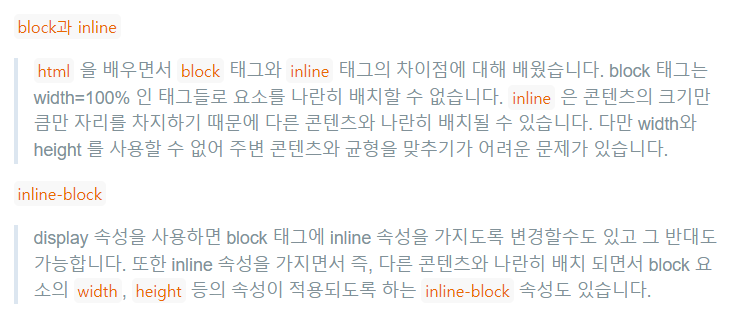 block과 inline
html 을 배우면서 block 태그와 inline 태그의 차이점에 대해 배웠습니다. block 태그는
width=100% 인 태그들로 요소를 나란히 배치할 수 없습니다. inline 은 콘텐츠의 크기만
큼만 자리를 차지하기 때문에 다른 콘텐츠와 나란히 배치될 수 있습니다. 다만 width와
height 를 사용할 수 없어 주변 콘텐츠와 균형을 맞추기가 어려운 문제가 있습니다.
inline-block
display 속성을 사용하면 block 태그에 inline 속성을 가지도록 변경할수도 있고 그 반대도
가능합니다. 또한 inline 속성을 가지면서 즉, 다른 콘텐츠와 나란히 배치 되면서 block 요
소의 width , height 등의 속성이 적용되도록 하는 inline-block 속성도 있습니다.